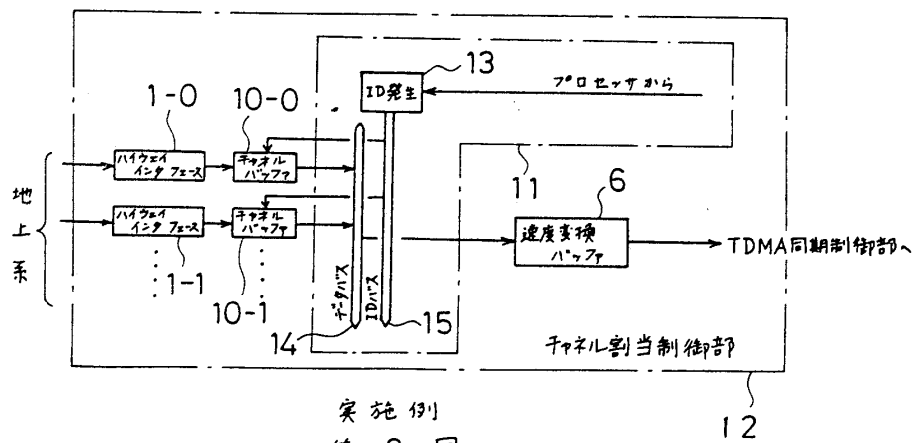 13
ID発生
プロセッサから
1-0
10-0
ハイウェイ
インタフェース
チャネル
バッファ
11
6
地上系
ハイウェイ
インタフェース
チャネル
バッファ
速度変換
バッファ
TDMA同期制御部へ
1-1
10-1
データバス
IDバス
14
15
チャネル割当制御部
12
実施例